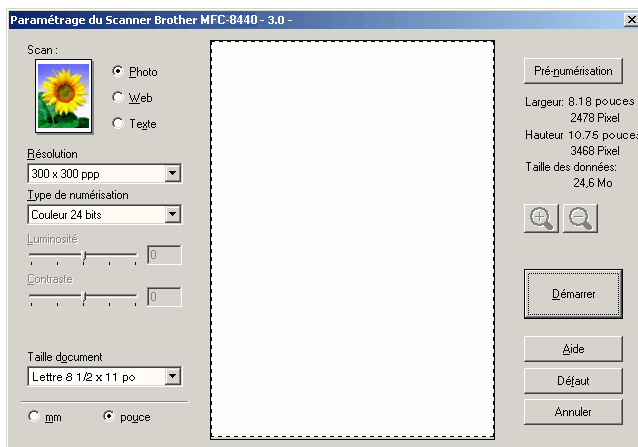 Paramétrage du Scanner Brother MFC-8440 - 3.0 -
Scan :
Photo
Web
Texte
Résolution
300 x 300 ppp
Type de numérisation
Couleur 24 bits
Luminosité
0
Contraste
0
Taille document
Lettre 8 1/2 x 11 po
mm
pouce
Pré-numérisation
Largeur: 8.18 pouces
2478 Pixel
Hauteur 10.75 pouces
3468 Pixel
Taille des données:
24,6 Mo
Démarrer
Aide
Défaut
Annuler